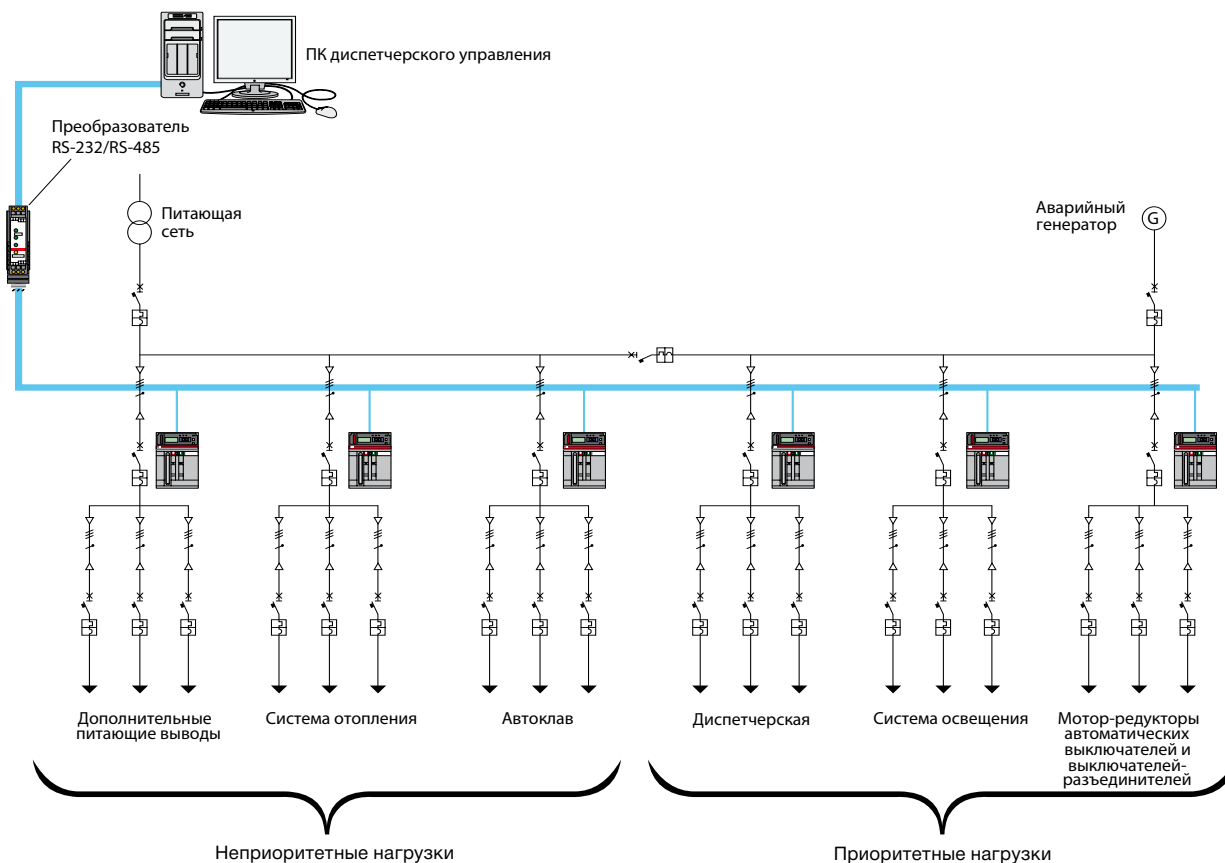 ПК диспетчерского управления
Преобразователь
RS-232/RS-485
Питающая
сеть
Аварийный
генератор
G
Дополнительные
питающие выводы
Система отопления
Автоклав
Диспетчерская
Система освещения
Мотор-редукторы
автоматических
выключателей и
выключателей-
разъединителей
Неприоритетные нагрузки
Приоритетные нагрузки